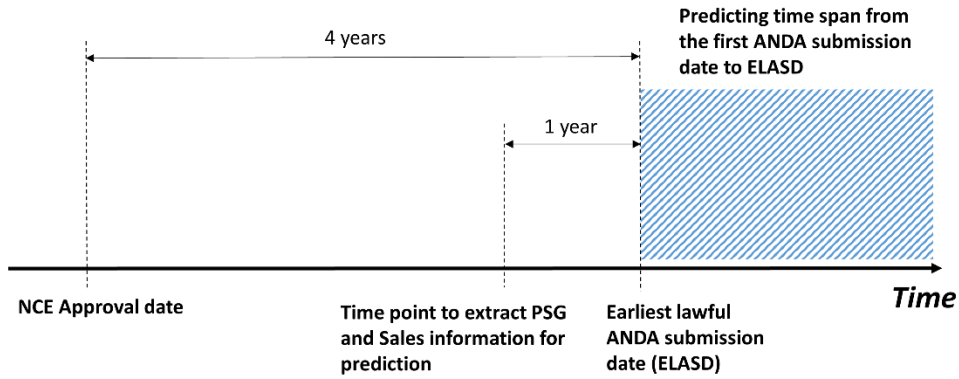 Predicting time span from
the first ANDA submission
date to ELASD
4 years
1 year
Time
NCE Approval date
Time point to extract PSG
and Sales information for
prediction
Earliest lawful
ANDA submission
date (ELASD)